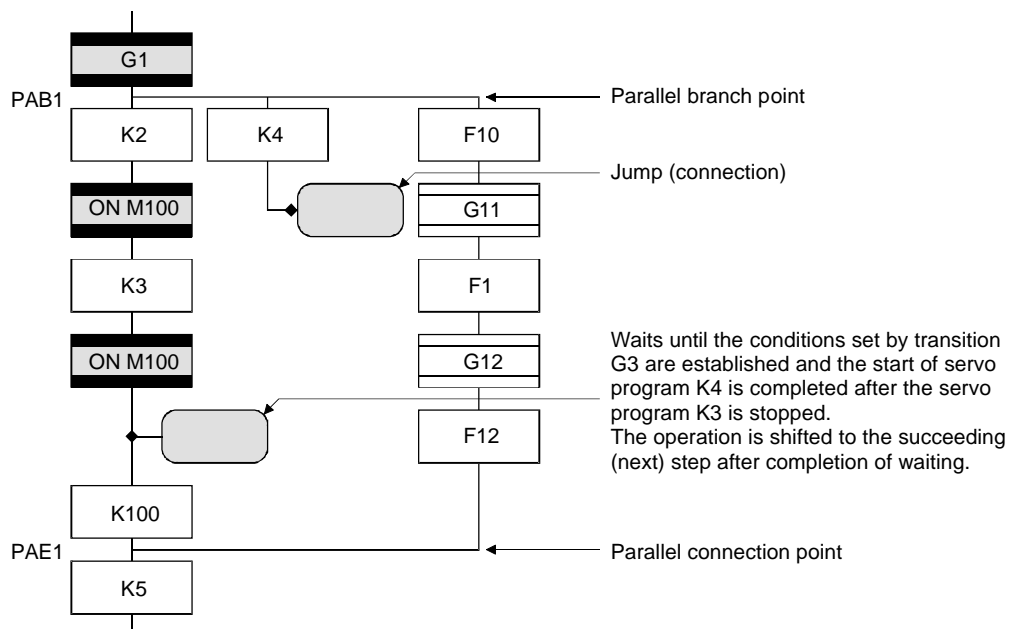 G1
PAB1
Parallel branch point
K2
K4
F10
Jump (connection)
ON M100
G11
K3
F1
ON M100
G12
Waits until the conditions set by transition
G3 are established and the start of servo
program K4 is completed after the servo
program K3 is stopped.
The operation is shifted to the succeeding
(next) step after completion of waiting.
F12
K100
PAE1
Parallel connection point
K5